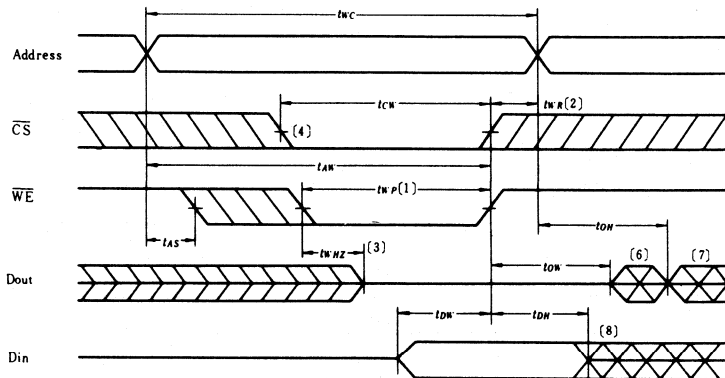 tWC
Address
tCW
tWR(2)
CS
(4)
tAW
WE
tWP(1)
tAS
tOH
tWHZ
(3)
(6)
(7)
Dout
tOW
tDW
tDH
(8)
Din